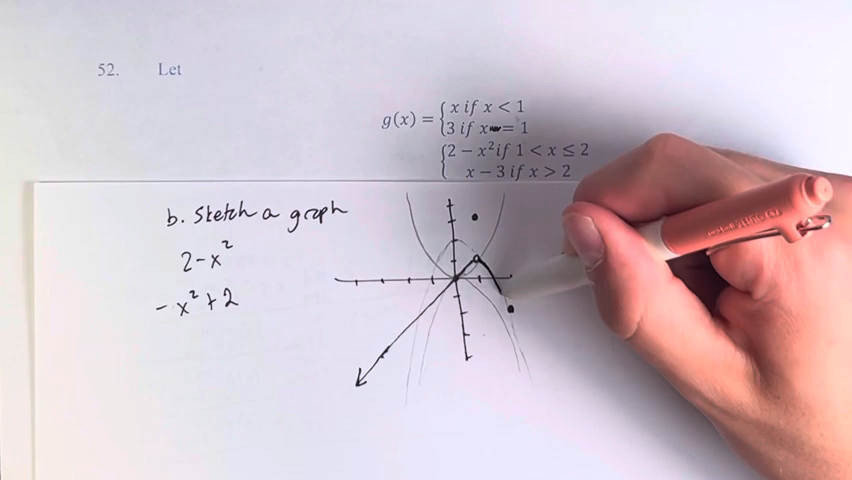 52. Let
g(x) = { x if x < 1
{ 3 if x = 1
{ 2 − x² if 1 < x ≤ 2
{ x − 3 if x > 2
b. Sketch a graph
2-x²
-x²+2